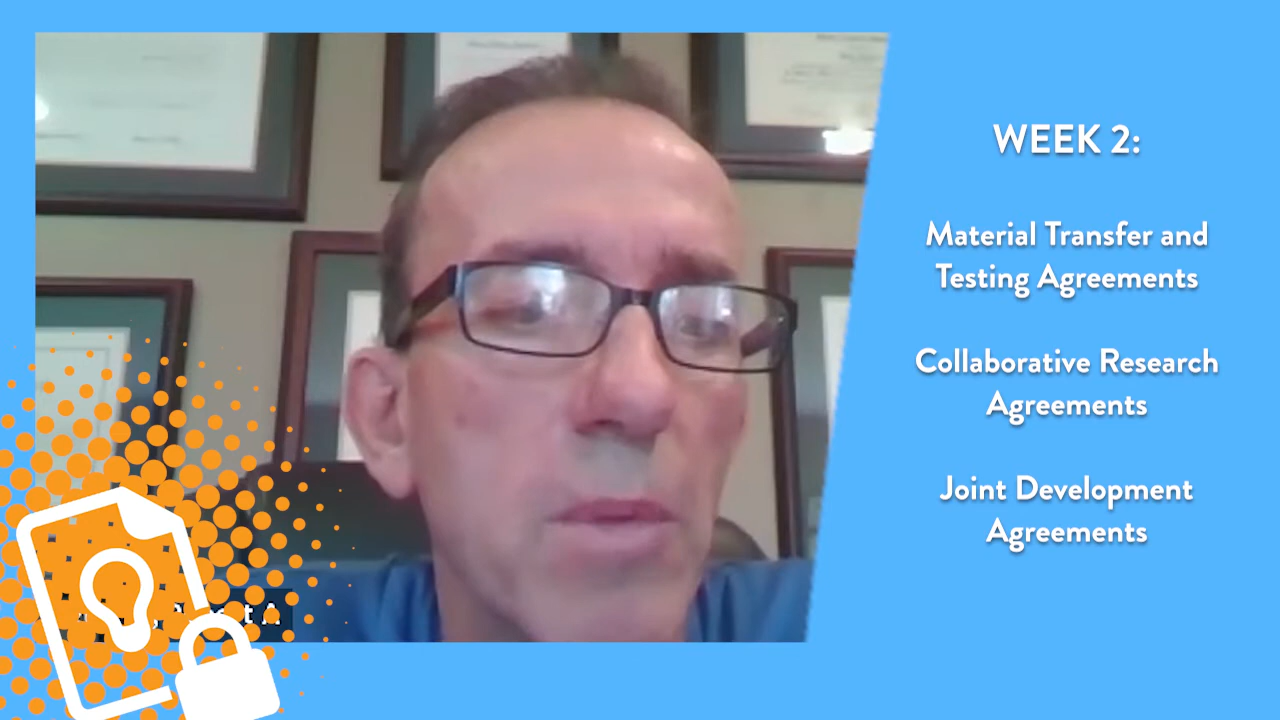 WEEK 2:
Material Transfer and
Testing Agreements
Collaborative Research
Agreements
Joint Development
Agreements